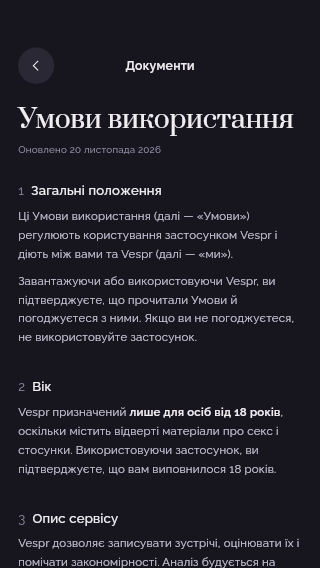 Документи
Умови використання
Оновлено 20 листопада 2026
1 Загальні положення
Ці Умови використання (далі — «Умови»)
регулюють користування застосунком Vespr і
діють між вами та Vespr (далі — «ми»).
Завантажуючи або використовуючи Vespr, ви
підтверджуєте, що прочитали Умови й
погоджуєтеся з ними. Якщо ви не погоджуєтеся,
не використовуйте застосунок.
2 Вік
Vespr призначений лише для осіб від 18 років,
оскільки містить відверті матеріали про секс і
стосунки. Використовуючи застосунок, ви
підтверджуєте, що вам виповнилося 18 років.
3 Опис сервісу
Vespr дозволяє записувати зустрічі, оцінювати їх і
помічати закономірності. Аналіз будується на